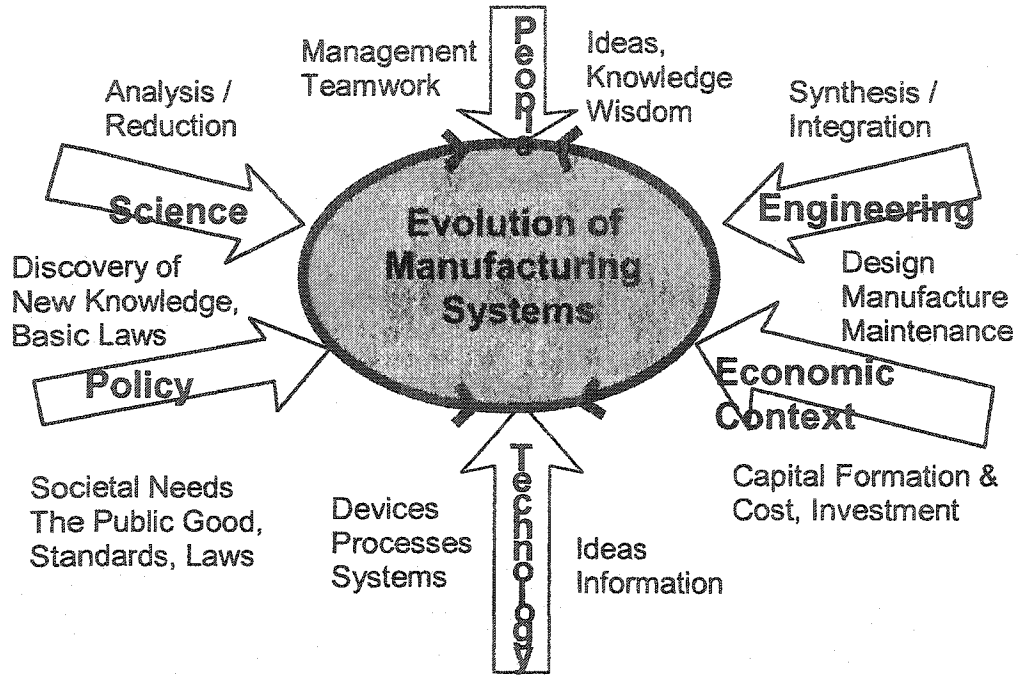 People
Management
Teamwork
Ideas,
Knowledge
Wisdom
Analysis /
Reduction
Synthesis /
Integration
Science
Engineering
Evolution of
Manufacturing
Systems
Discovery of
New Knowledge,
Basic Laws
Design
Manufacture
Maintenance
Policy
Economic
Context
Societal Needs
The Public Good,
Standards, Laws
Devices
Processes
Systems
Technology
Ideas
Information
Capital Formation &
Cost, Investment